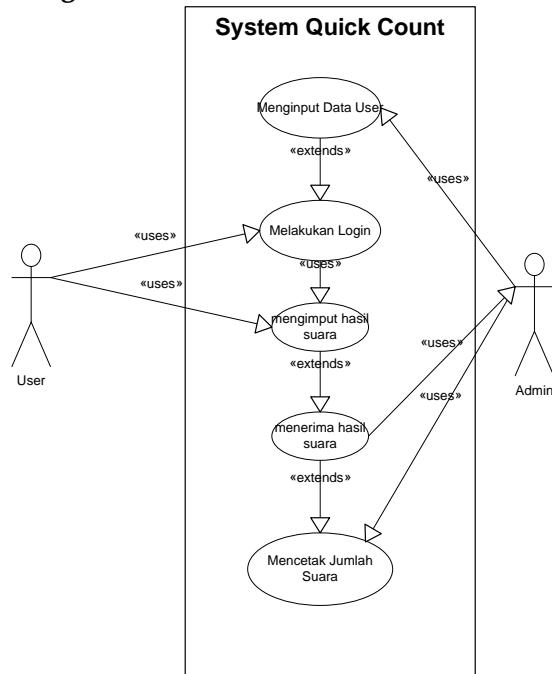 System Quick Count
Menginput Data User
«extends»
«uses»
Melakukan Login
«uses»
«uses»
«uses»
mengimput hasil
suara
«uses»
«extends»
User
Admin
«uses»
menerima hasil
suara
«extends»
Mencetak Jumlah
Suara